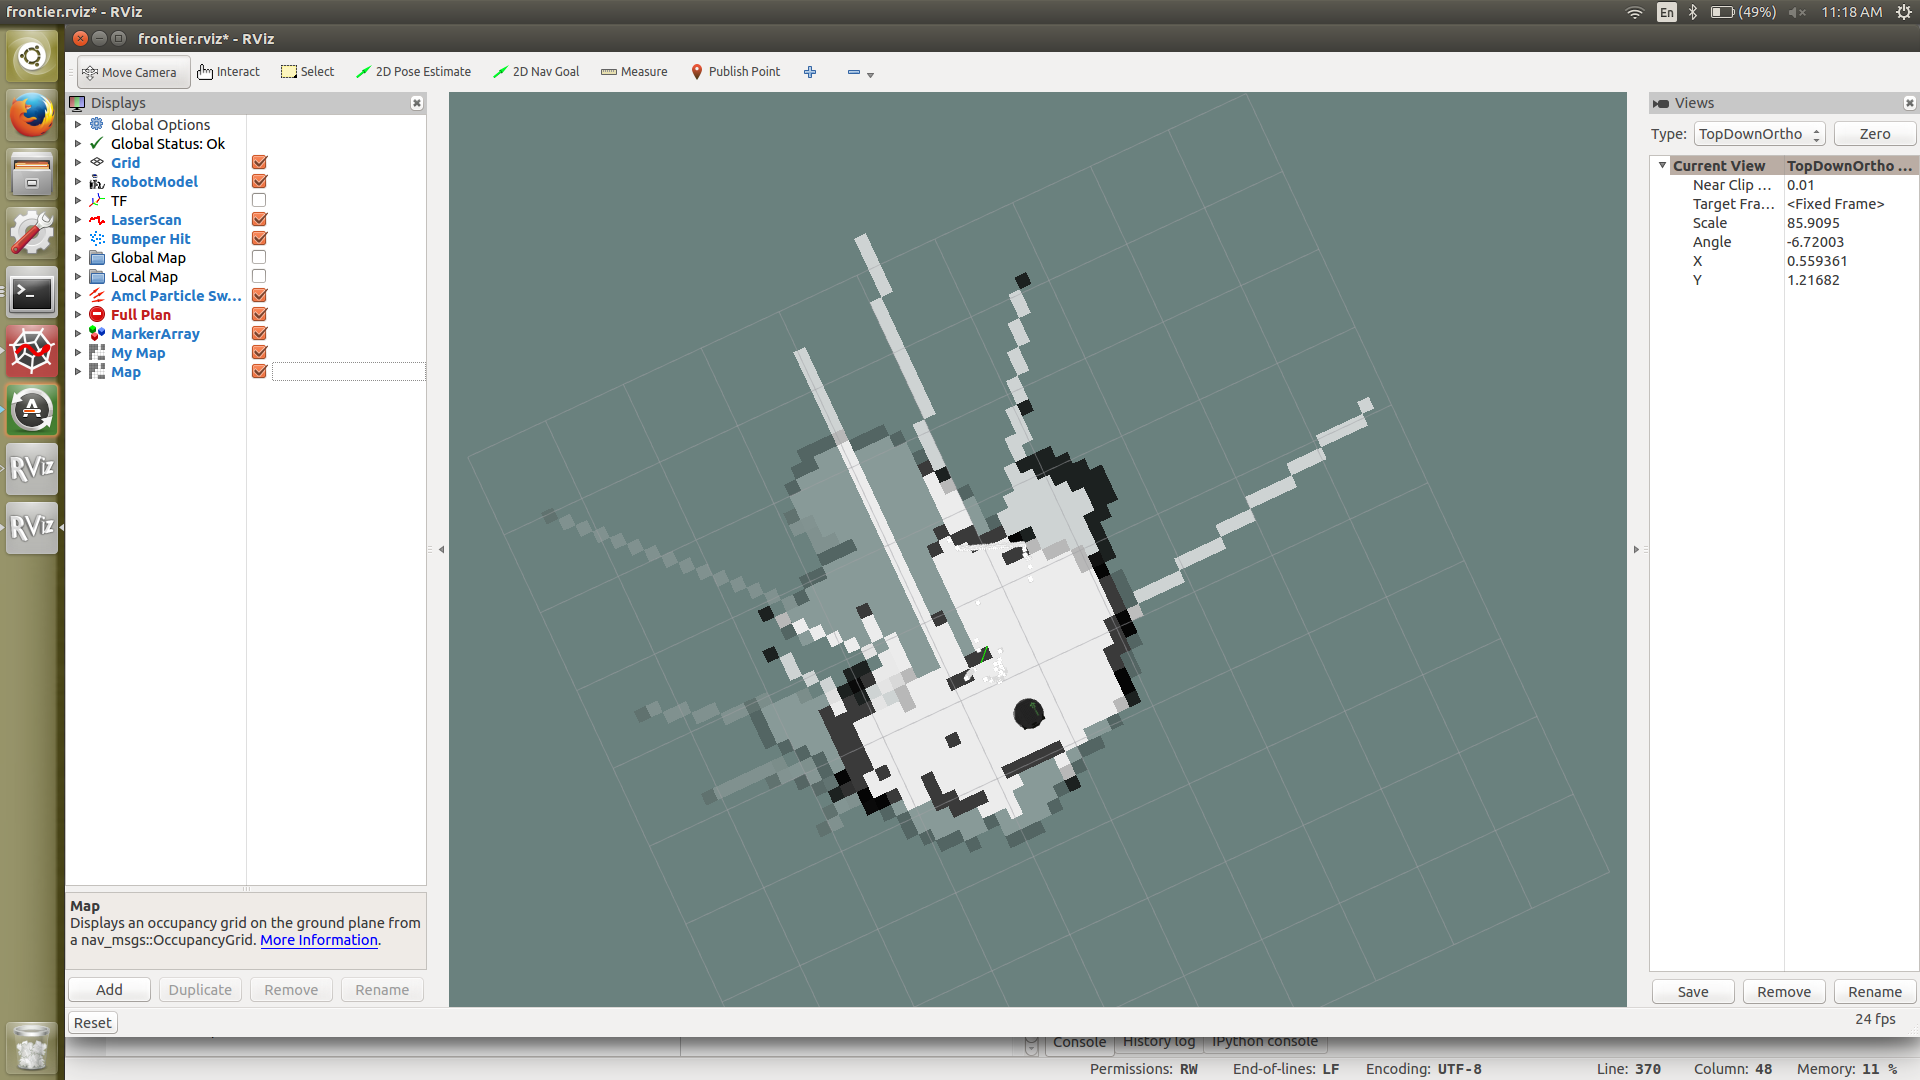 frontier.rviz* - RViz
En
(49%)
11:18 AM
frontier.rviz* - RViz
Move Camera
Interact
Select
2D Pose Estimate
2D Nav Goal
Measure
Publish Point
Displays
Global Options
Global Status: Ok
Grid
RobotModel
TF
LaserScan
Bumper Hit
Global Map
Local Map
Amcl Particle Sw...
Full Plan
MarkerArray
My Map
Map
Map
Displays an occupancy grid on the ground plane from
a nav_msgs::OccupancyGrid. More Information.
Add
Duplicate
Remove
Rename
Reset
Views
Type:
TopDownOrtho
Zero
Current View
TopDownOrtho ...
Near Clip ...
0.01
Target Fra...
<Fixed Frame>
Scale
85.9095
Angle
-6.72003
X
0.559361
Y
1.21682
Save
Remove
Rename
24 fps
RViz
RViz
Console
History log
IPython console
Permissions: RW
End-of-lines: LF
Encoding: UTF-8
Line: 370
Column: 48
Memory: 11 %